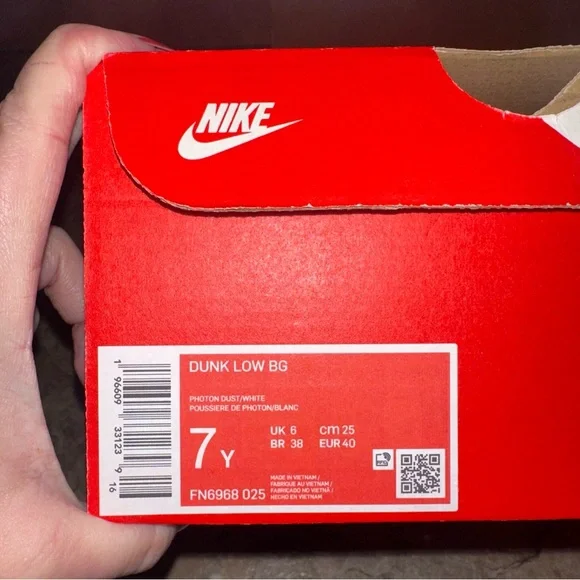 NIKE
DUNK LOW BG
PHOTON DUST/WHITE
POUSSIERE DE PHOTON/BLANC
7 Y
UK 6 cm 25
BR 38 EUR 40
FN6968 025
MADE IN VIETNAM /
FABRIQUE AU VIETNAM /
FABRICADO NO VIETNÃ /
HECHO EN VIETNAM
1 96609 33123 9
16